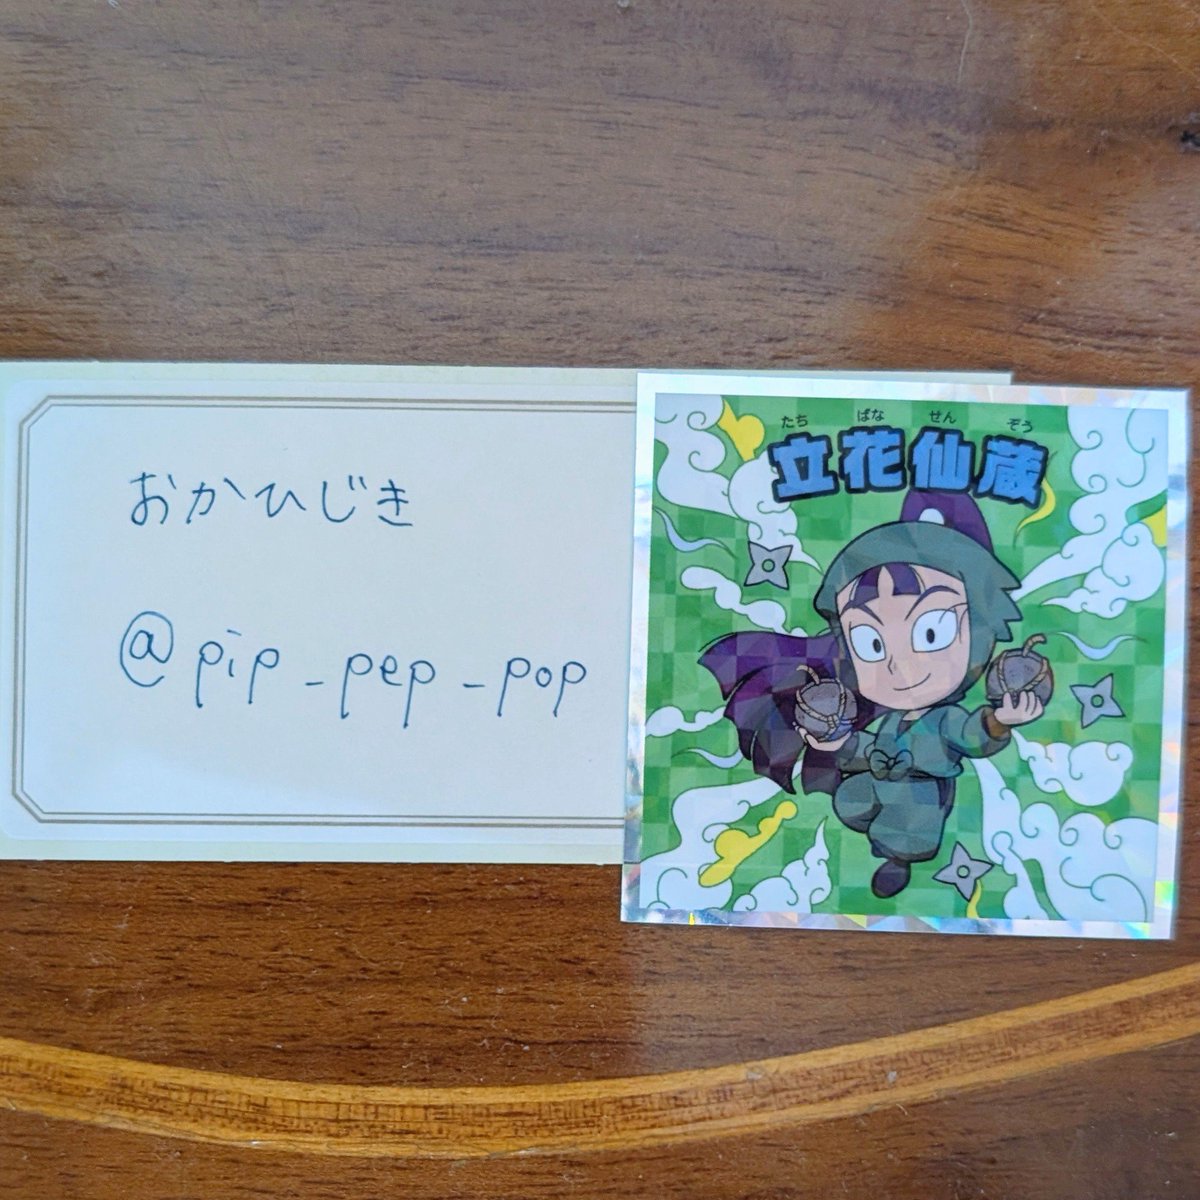 おかひじき
@pip_pep_pop
たち ばな せん ぞう
立花仙蔵